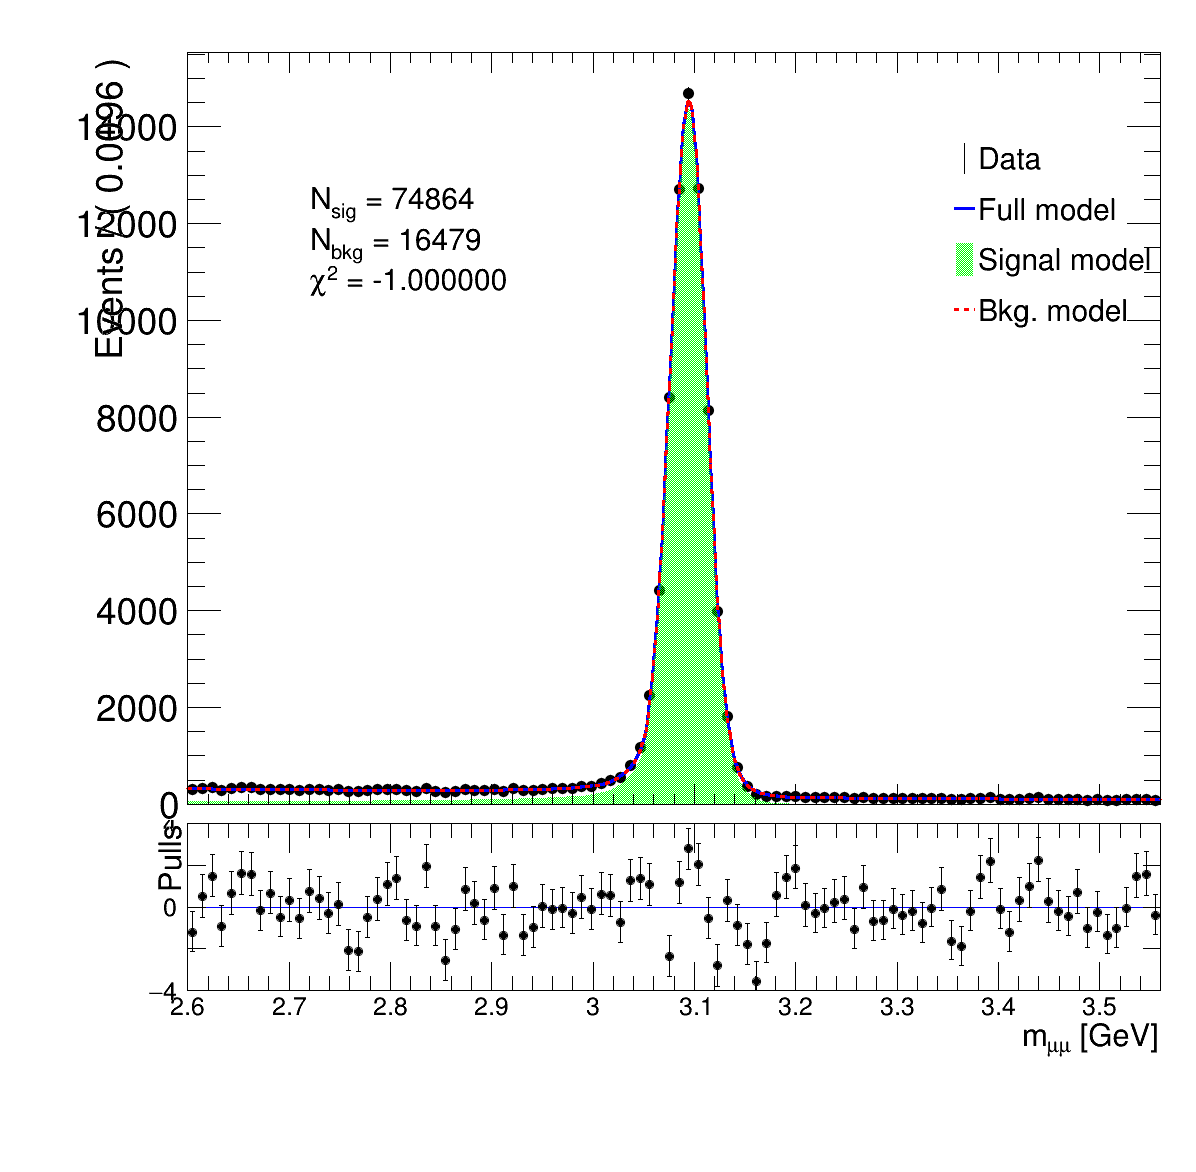 Events / ( 0.0096 )
14000
12000
10000
8000
6000
4000
2000
0
N_sig = 74864
N_bkg = 16479
χ² = -1.000000
Data
Full model
Signal model
Bkg. model
Pulls
4
0
−4
2.6 2.7 2.8 2.9 3 3.1 3.2 3.3 3.4 3.5
m_μμ [GeV]